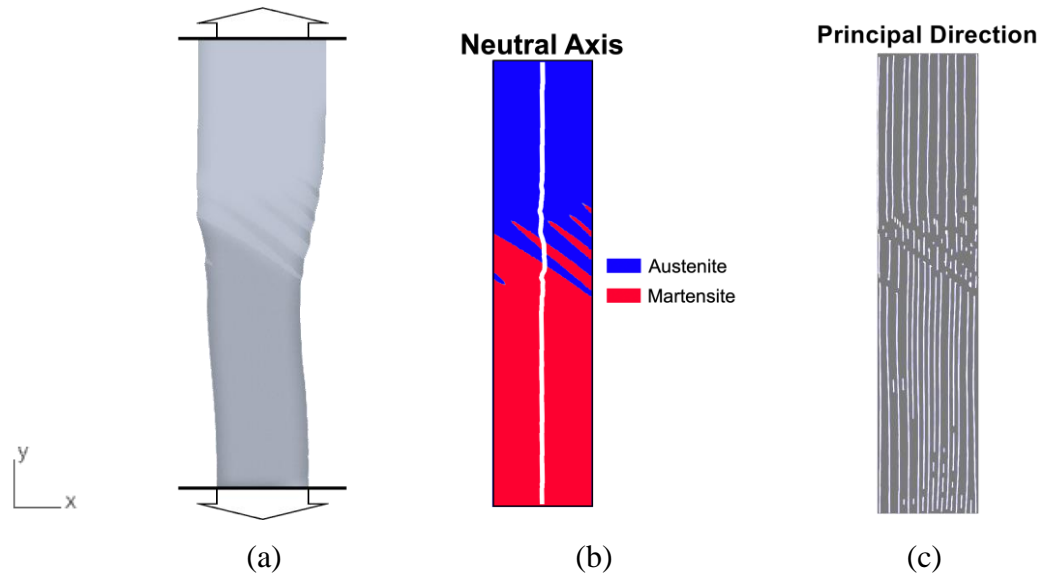 Neutral Axis
Principal Direction
Austenite
Martensite
y
x
(a)
(b)
(c)